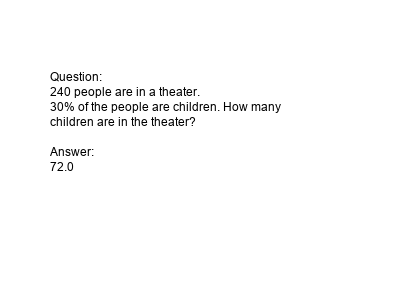 Question:
240 people are in a theater.
30% of the people are children. How many
children are in the theater?
Answer:
72.0